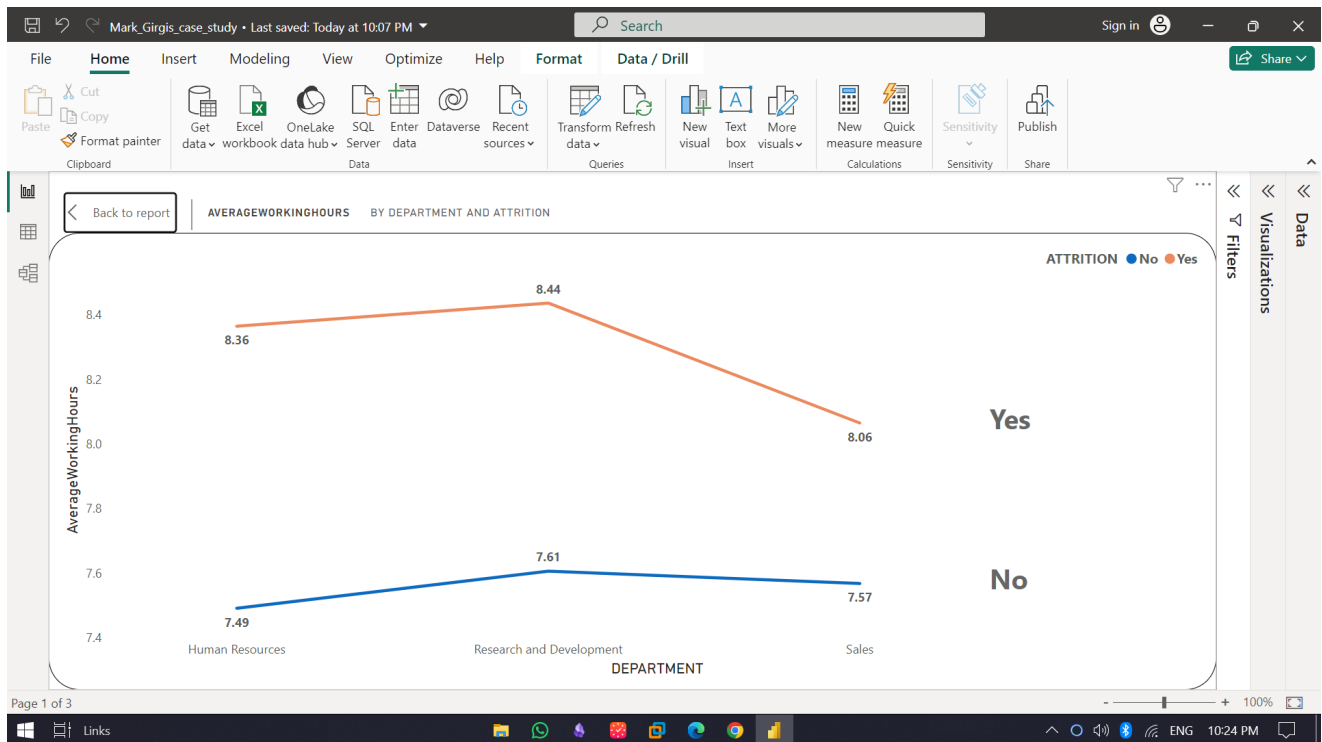 Mark_Girgis_case_study • Last saved: Today at 10:07 PM
Search
Sign in
File Home Insert Modeling View Optimize Help Format Data / Drill
Share
Paste
Cut
Copy
Format painter
Clipboard
Get data
Excel workbook
OneLake data hub
SQL Server
Enter data
Dataverse
Recent sources
Data
Transform data
Refresh
Queries
New visual
Text box
More visuals
Insert
New measure
Quick measure
Calculations
Sensitivity
Sensitivity
Publish
Share
Back to report
AVERAGEWORKINGHOURS BY DEPARTMENT AND ATTRITION
Filters
Visualizations
Data
ATTRITION No Yes
AverageWorkingHours
8.4
8.2
8.0
7.8
7.6
7.4
8.36
8.44
8.06
Yes
7.49
7.61
7.57
No
Human Resources
Research and Development
Sales
DEPARTMENT
Page 1 of 3
- + 100%
Links
ENG 10:24 PM